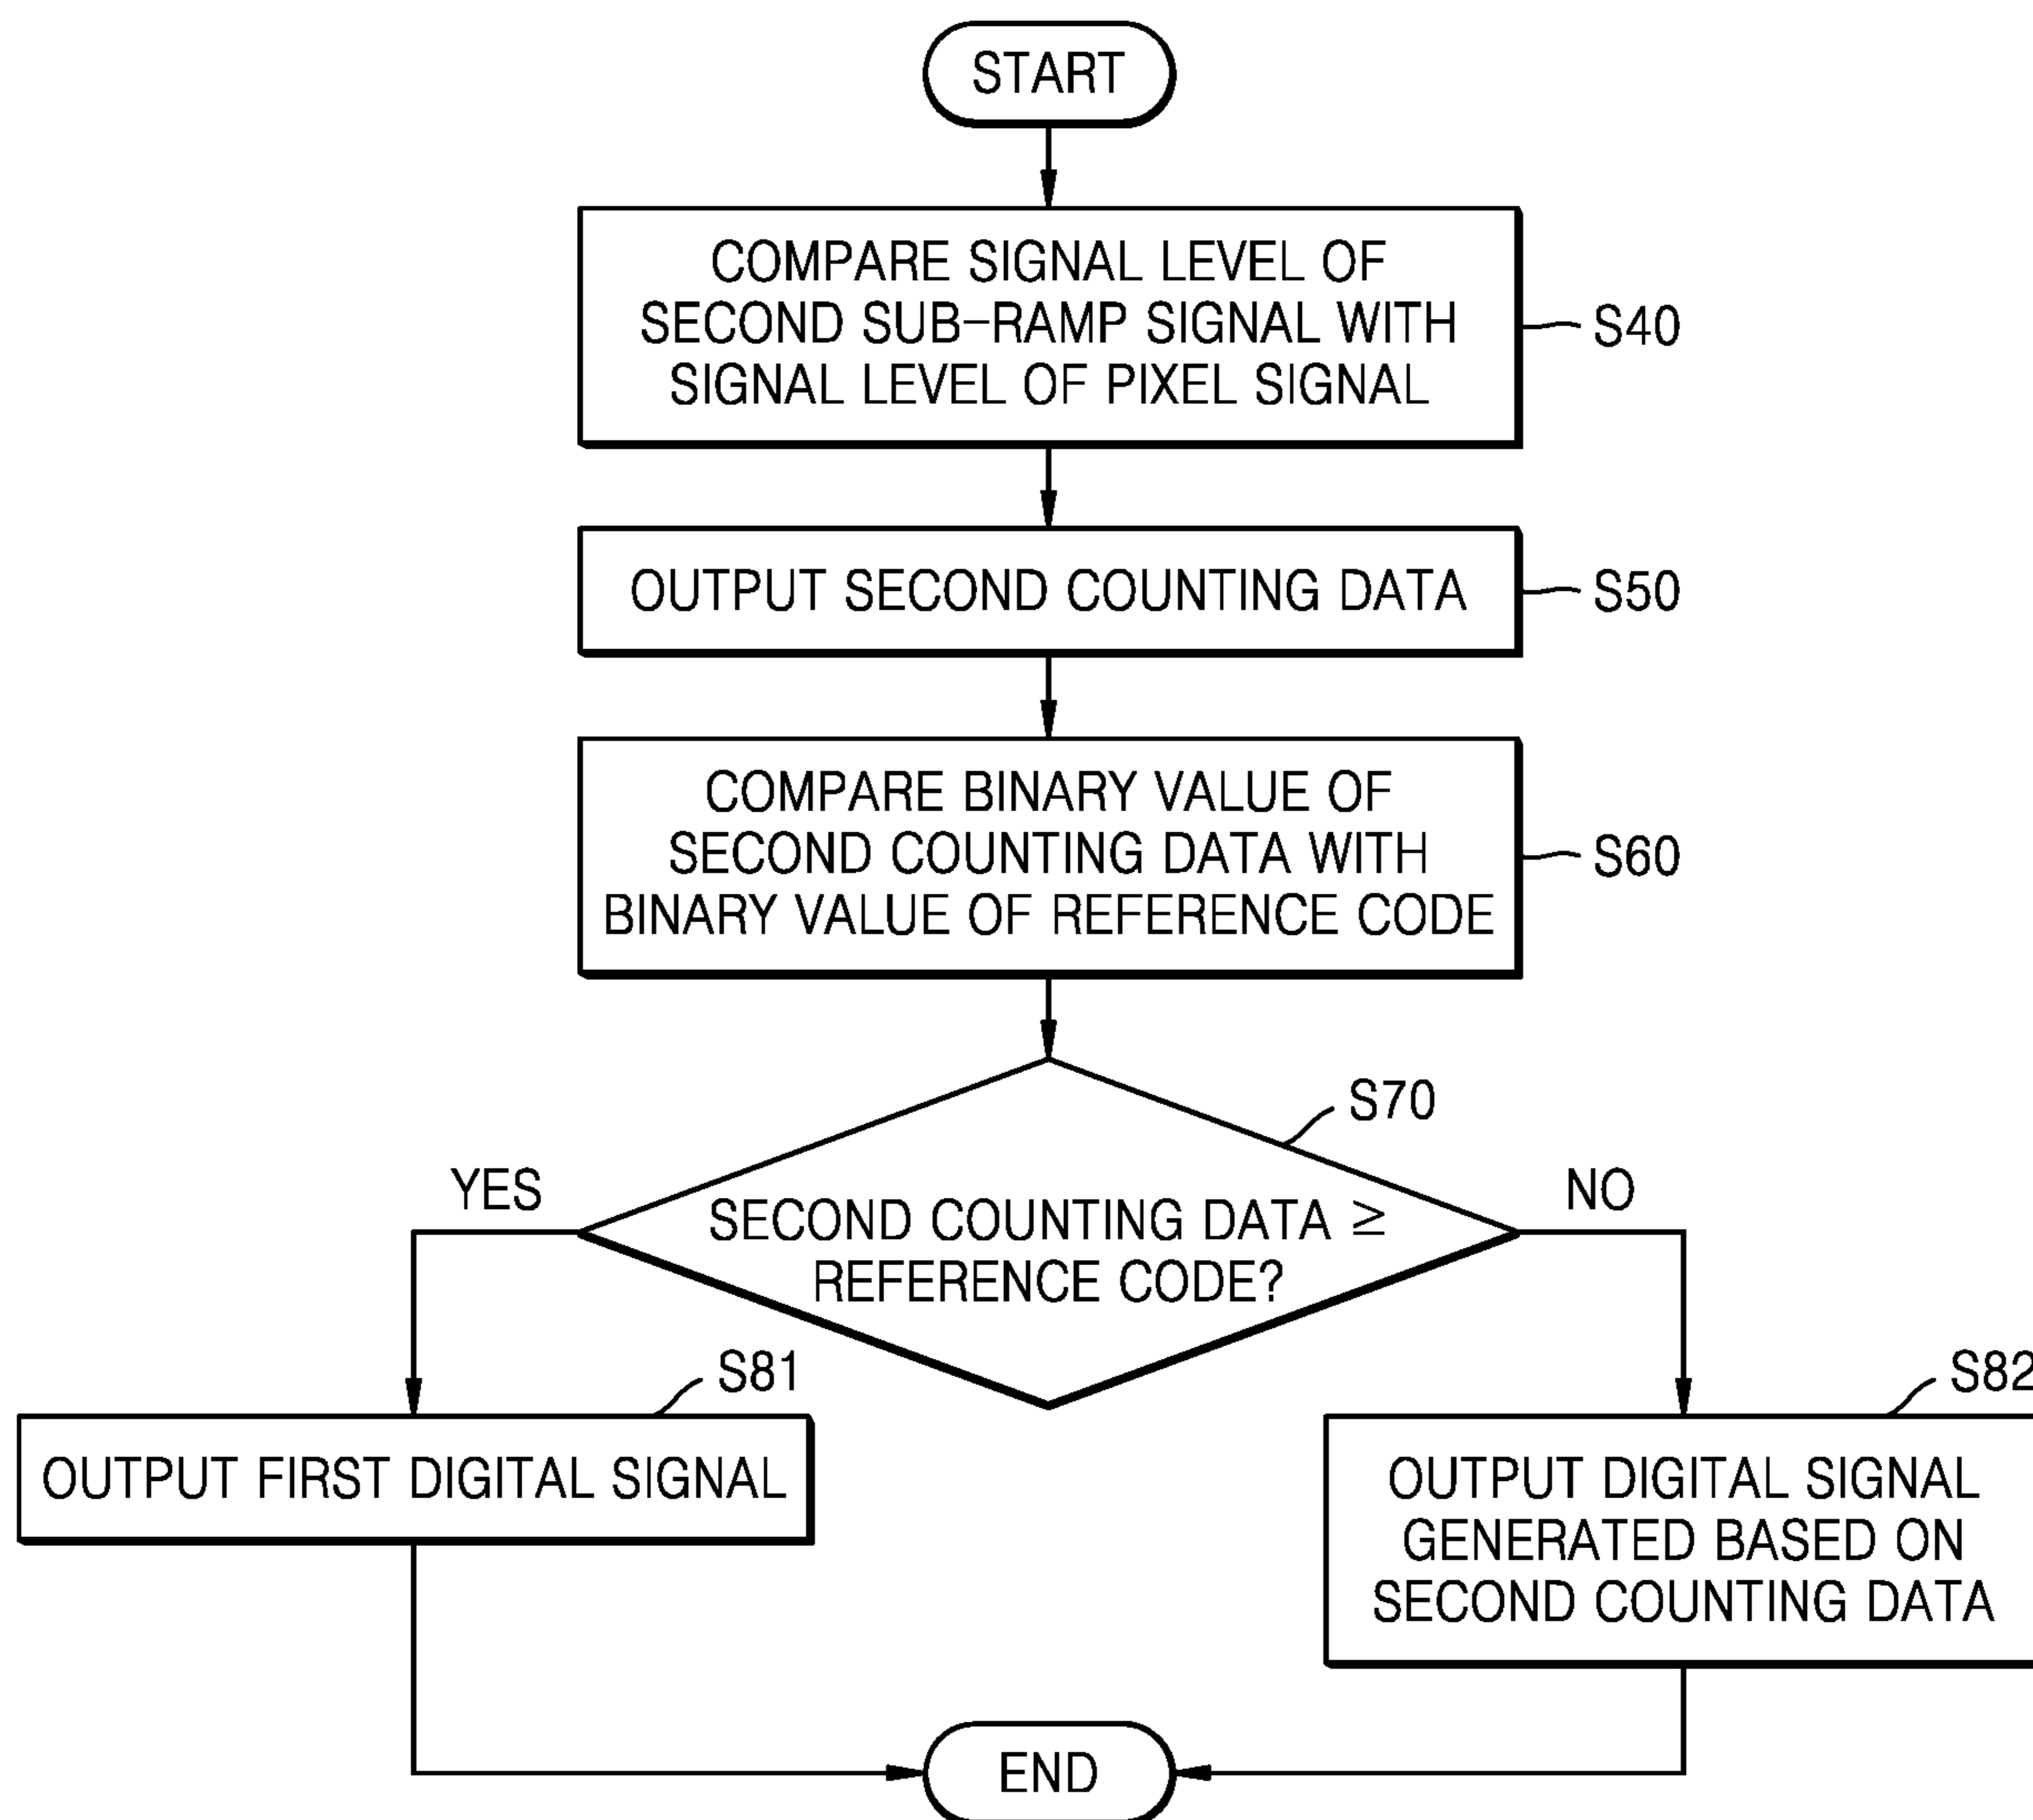 START
COMPARE SIGNAL LEVEL OF
SECOND SUB-RAMP SIGNAL WITH
SIGNAL LEVEL OF PIXEL SIGNAL
S40
OUTPUT SECOND COUNTING DATA
S50
COMPARE BINARY VALUE OF
SECOND COUNTING DATA WITH
BINARY VALUE OF REFERENCE CODE
S60
S70
YES
NO
SECOND COUNTING DATA ≥
REFERENCE CODE?
S81
S82
OUTPUT FIRST DIGITAL SIGNAL
OUTPUT DIGITAL SIGNAL
GENERATED BASED ON
SECOND COUNTING DATA
END